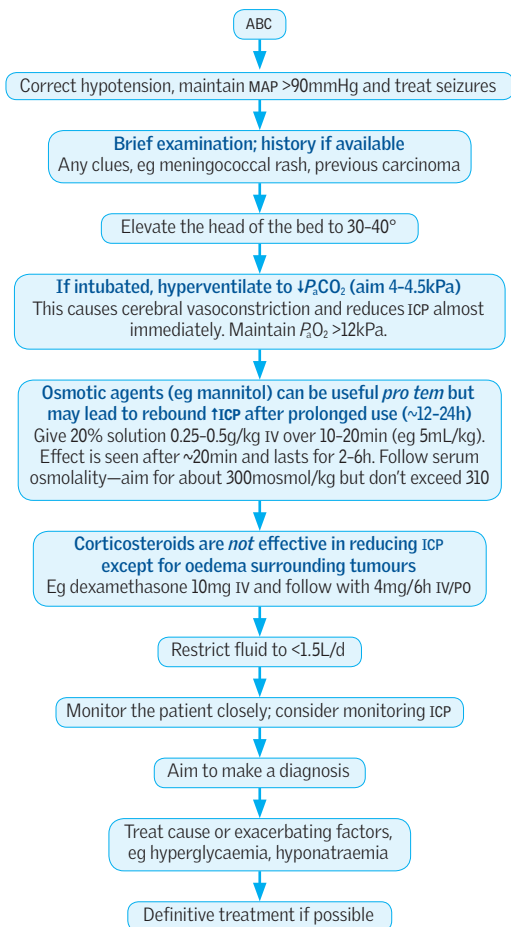 ABC
Correct hypotension, maintain MAP >90mmHg and treat seizures
Brief examination; history if available
Any clues, eg meningococcal rash, previous carcinoma
Elevate the head of the bed to 30–40°
If intubated, hyperventilate to ↓PaCO₂ (aim 4–4.5kPa)
This causes cerebral vasoconstriction and reduces ICP almost
immediately. Maintain PaO₂ >12kPa.
Osmotic agents (eg mannitol) can be useful pro tem but
may lead to rebound ↑ICP after prolonged use (~12–24h)
Give 20% solution 0.25–0.5g/kg IV over 10–20min (eg 5mL/kg).
Effect is seen after ~20min and lasts for 2–6h. Follow serum
osmolality—aim for about 300mosmol/kg but don’t exceed 310
Corticosteroids are not effective in reducing ICP
except for oedema surrounding tumours
Eg dexamethasone 10mg IV and follow with 4mg/6h IV/PO
Restrict fluid to <1.5L/d
Monitor the patient closely; consider monitoring ICP
Aim to make a diagnosis
Treat cause or exacerbating factors,
eg hyperglycaemia, hyponatraemia
Definitive treatment if possible